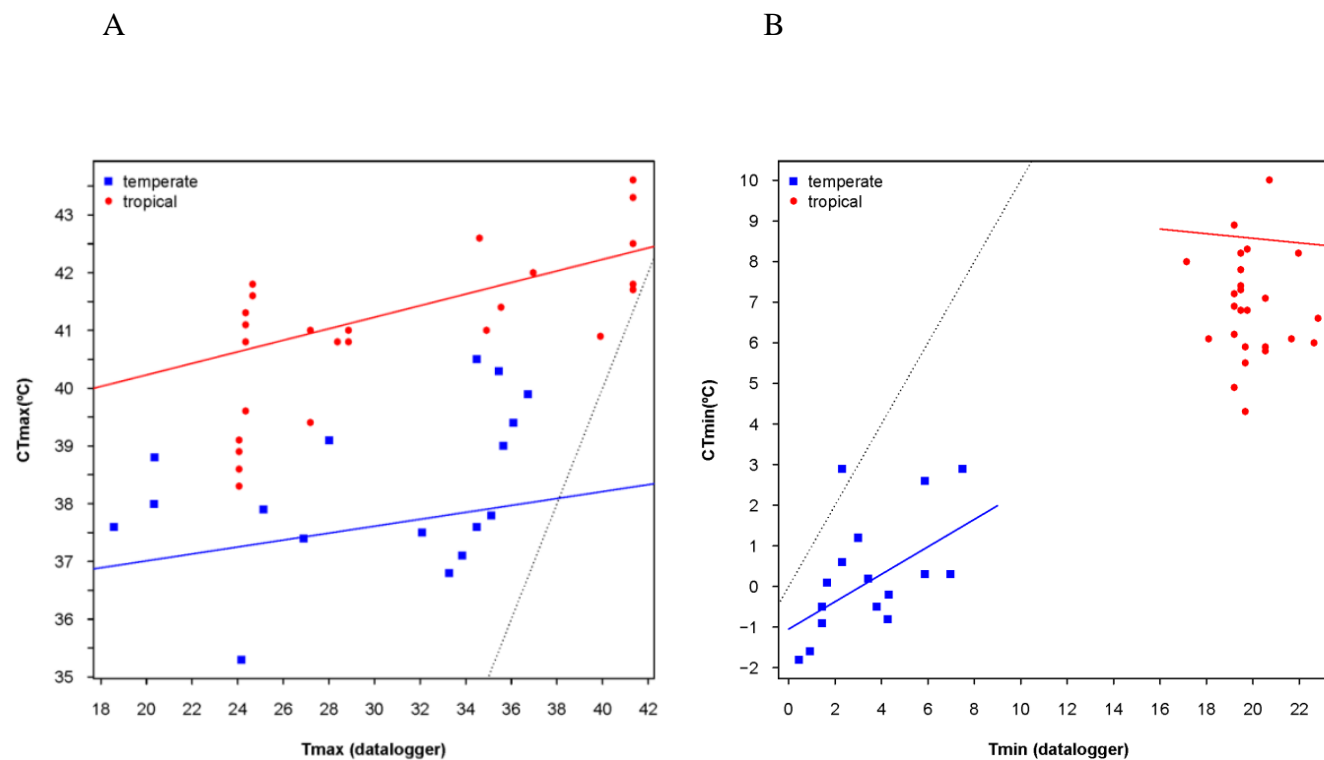 A
B
temperate
tropical
43
42
41
40
39
38
37
36
35
CTmax(ºC)
18 20 22 24 26 28 30 32 34 36 38 40 42
Tmax (datalogger)
temperate
tropical
10
9
8
7
6
5
4
3
2
1
0
−1
−2
CTmin(ºC)
0 2 4 6 8 10 12 14 16 18 20 22
Tmin (datalogger)